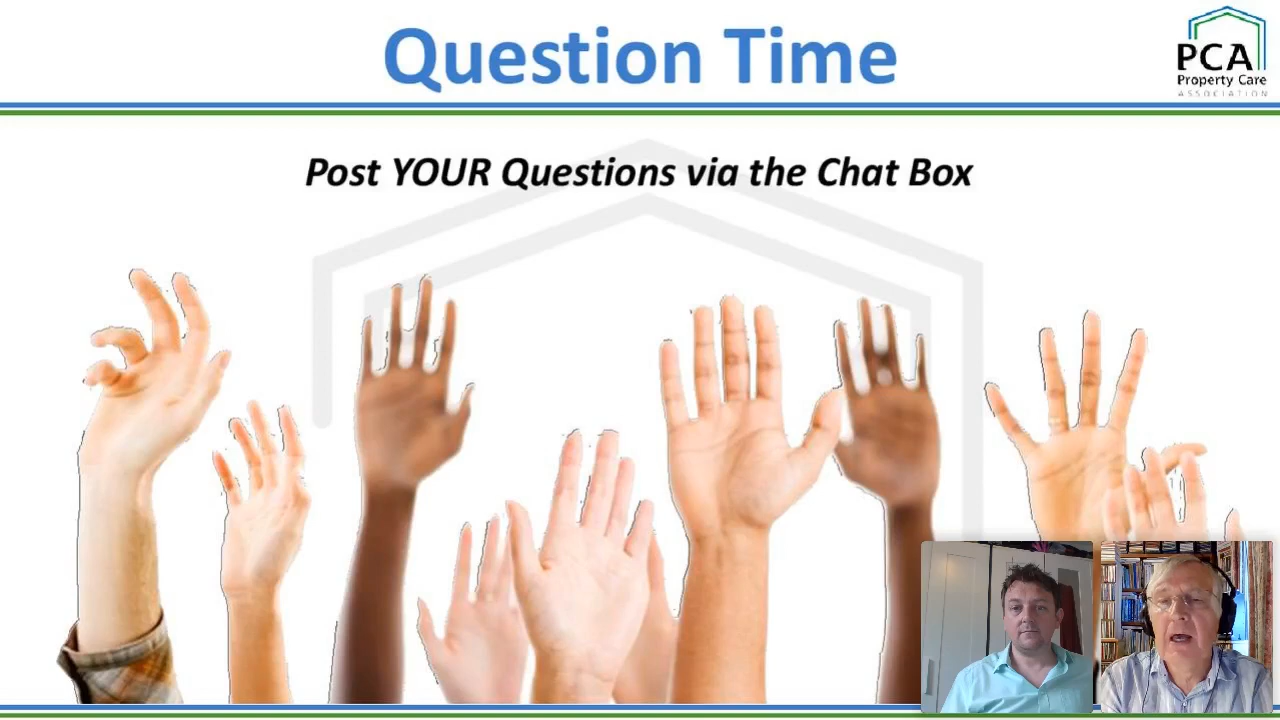 Question Time
PCA
Property Care
ASSOCIATION
Post YOUR Questions via the Chat Box